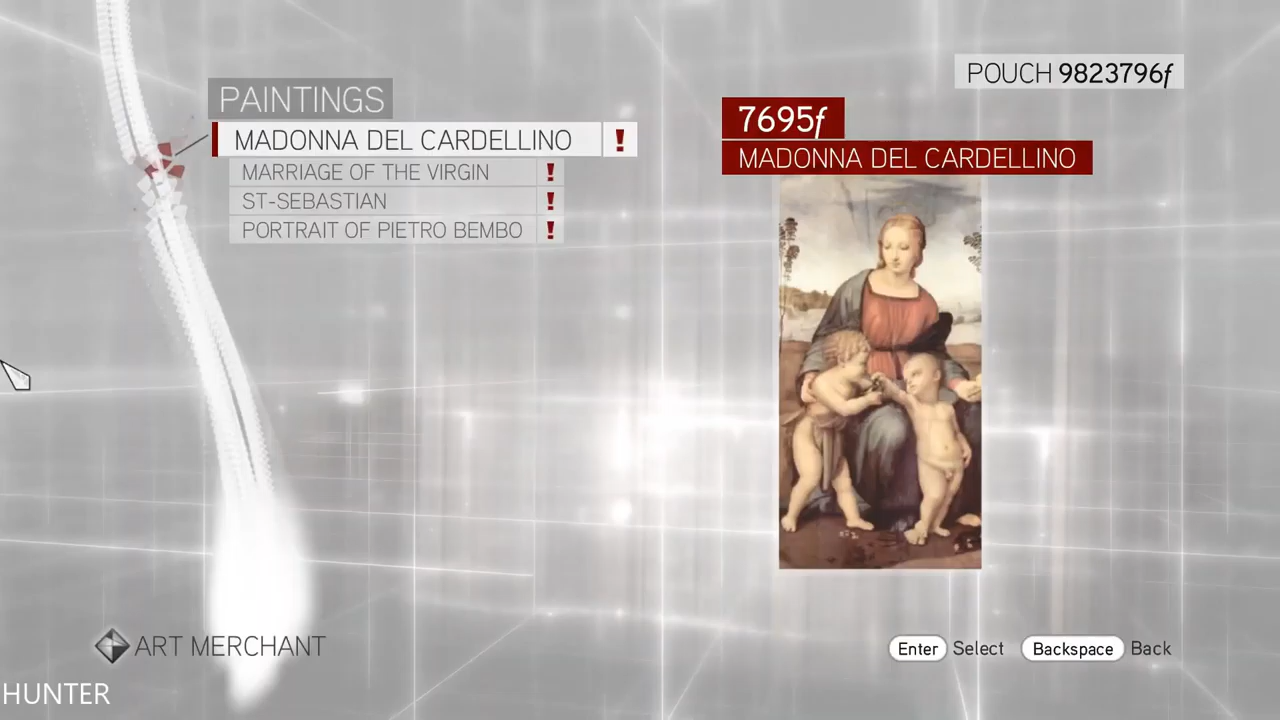 POUCH 9823796f
PAINTINGS
MADONNA DEL CARDELLINO !
MARRIAGE OF THE VIRGIN !
ST-SEBASTIAN !
PORTRAIT OF PIETRO BEMBO !
7695f
MADONNA DEL CARDELLINO
ART MERCHANT
Enter Select Backspace Back
HUNTER